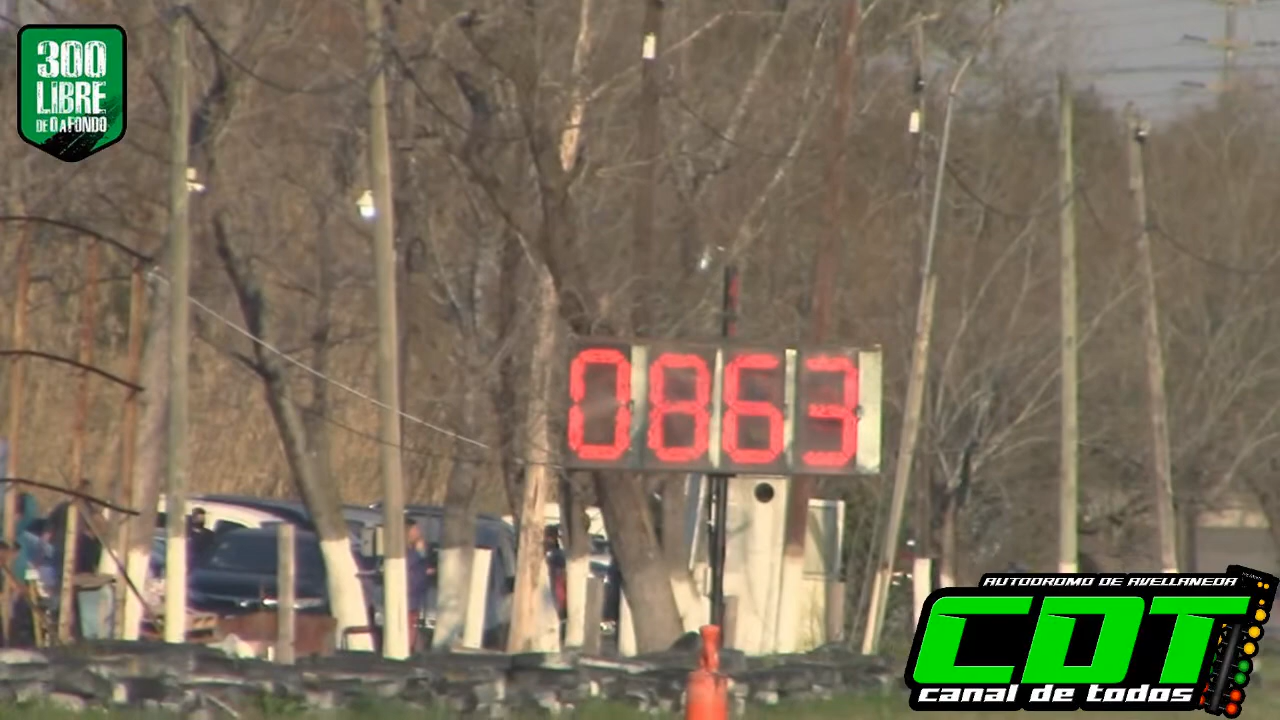 300
LIBRE
DE 0 A FONDO
0863
AUTODROMO DE AVELLANEDA
CDT
canal de todos